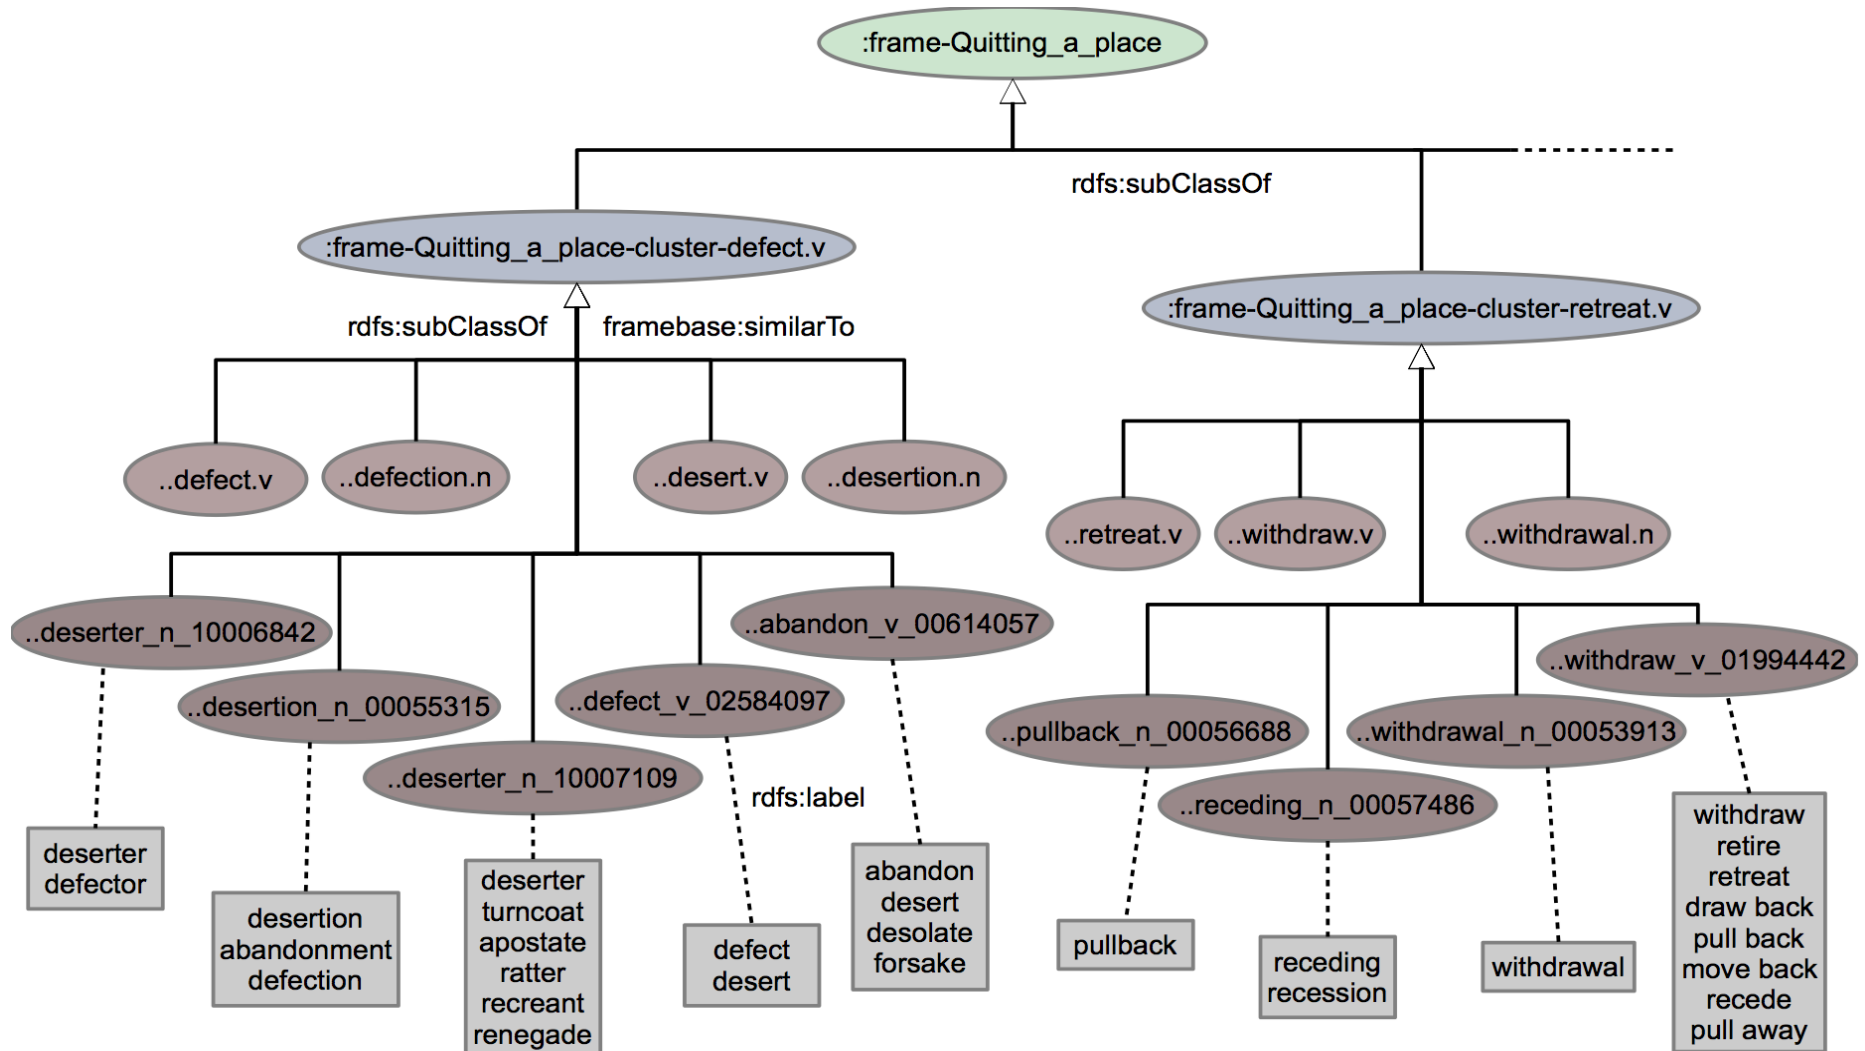 :frame-Quitting_a_place
rdfs:subClassOf
:frame-Quitting_a_place-cluster-defect.v
:frame-Quitting_a_place-cluster-retreat.v
rdfs:subClassOf
framebase:similarTo
..defect.v
..defection.n
..desert.v
..desertion.n
..retreat.v
..withdraw.v
..withdrawal.n
..deserter_n_10006842
..desertion_n_00055315
..deserter_n_10007109
..defect_v_02584097
..abandon_v_00614057
..pullback_n_00056688
..receding_n_00057486
..withdrawal_n_00053913
..withdraw_v_01994442
rdfs:label
deserter
defector
desertion
abandonment
defection
deserter
turncoat
apostate
ratter
recreant
renegade
defect
desert
abandon
desert
desolate
forsake
pullback
receding
recession
withdrawal
withdraw
retire
retreat
draw back
pull back
move back
recede
pull away